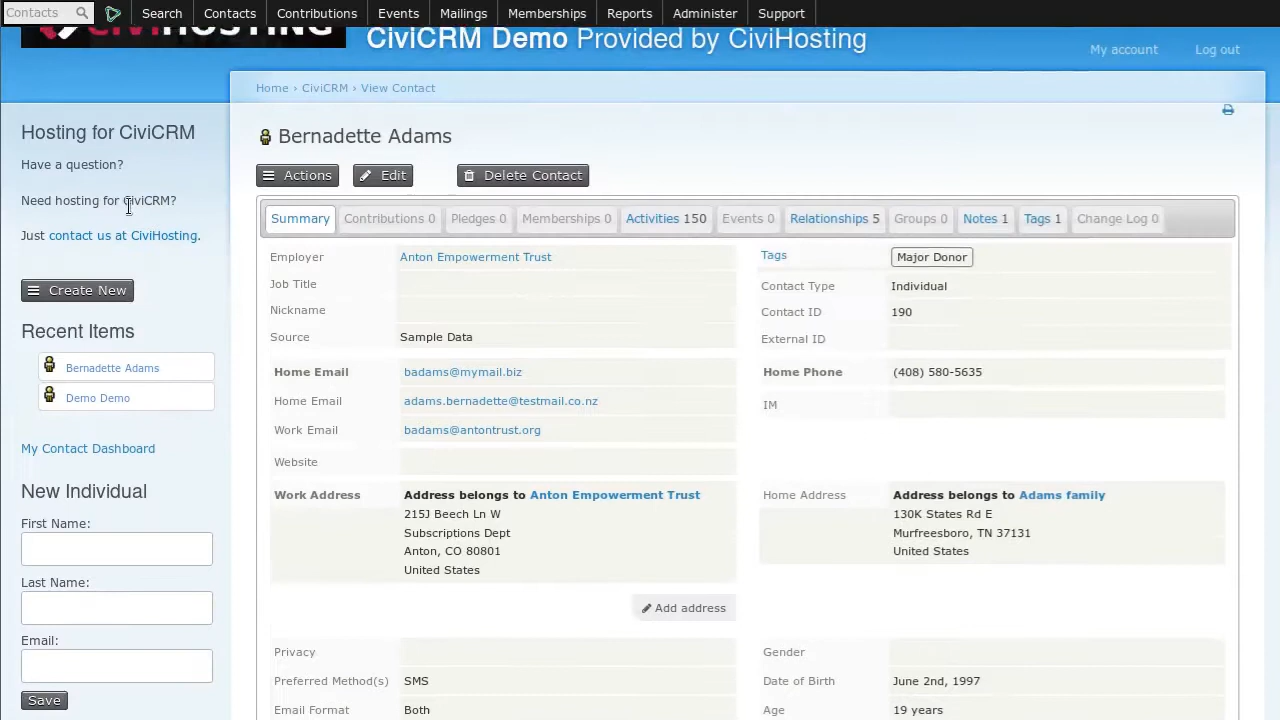 Contacts
Search Contacts Contributions Events Mailings Memberships Reports Administer Support
CIVIHOSTING
CiviCRM Demo Provided by CiviHosting
My account Log out
Home › CiviCRM › View Contact
Hosting for CiviCRM
Have a question?
Need hosting for CiviCRM?
Just contact us at CiviHosting.
Create New
Recent Items
Bernadette Adams
Demo Demo
My Contact Dashboard
New Individual
First Name:
Last Name:
Email:
Save
Bernadette Adams
Actions Edit Delete Contact
Summary Contributions 0 Pledges 0 Memberships 0 Activities 150 Events 0 Relationships 5 Groups 0 Notes 1 Tags 1 Change Log 0
Employer Anton Empowerment Trust
Job Title
Nickname
Source Sample Data
Tags Major Donor
Contact Type Individual
Contact ID 190
External ID
Home Email badams@mymail.biz
Home Email adams.bernadette@testmail.co.nz
Work Email badams@antontrust.org
Website
Home Phone (408) 580-5635
IM
Work Address Address belongs to Anton Empowerment Trust
215J Beech Ln W
Subscriptions Dept
Anton, CO 80801
United States
Home Address Address belongs to Adams family
130K States Rd E
Murfreesboro, TN 37131
United States
Add address
Privacy
Preferred Method(s) SMS
Email Format Both
Gender
Date of Birth June 2nd, 1997
Age 19 years